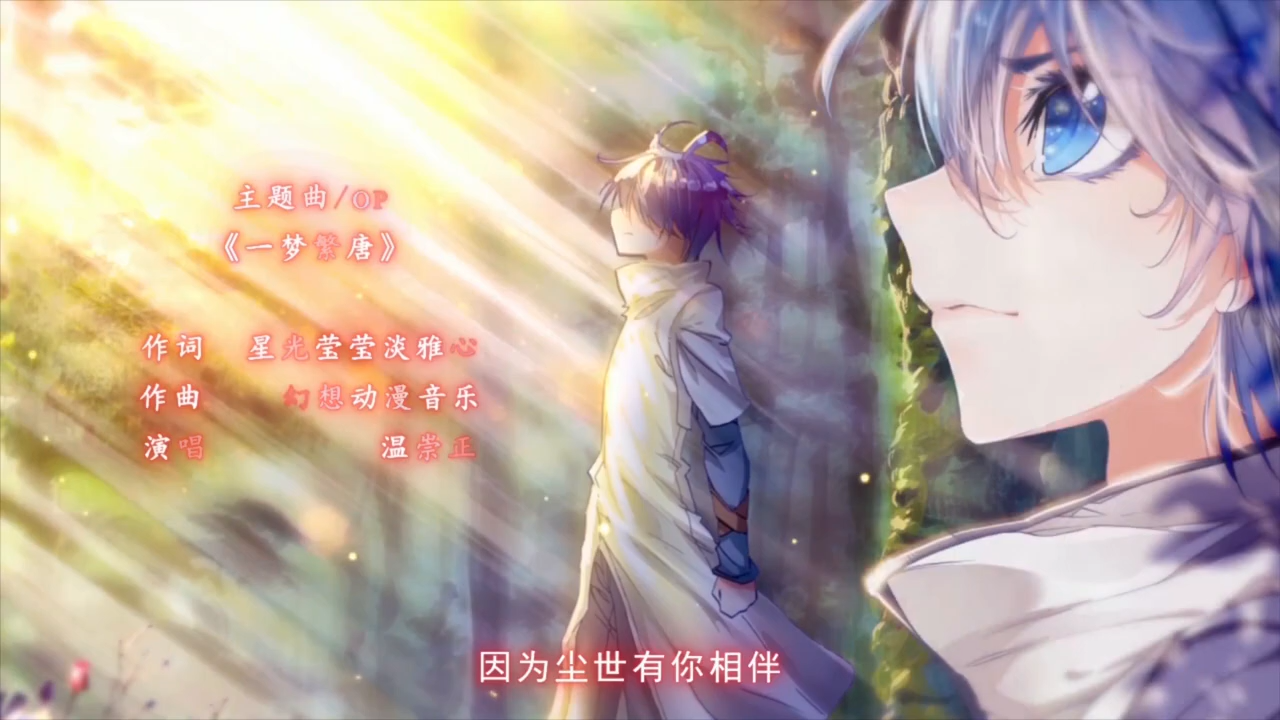 主题曲/OP
《一梦繁唐》
作词 星光莹莹淡雅心
作曲 幻想动漫音乐
演唱 温崇正
因为尘世有你相伴